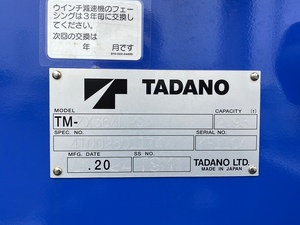 ウインチ減速機のフェー
シングは3年毎に交換し
てください。
次回の交換は
年 月です
TADANO
MODEL CAPACITY (t)
TM-
SPEC. NO. SERIAL NO.
MFG. DATE SS NO.
.20
TADANO LTD.
MADE IN JAPAN